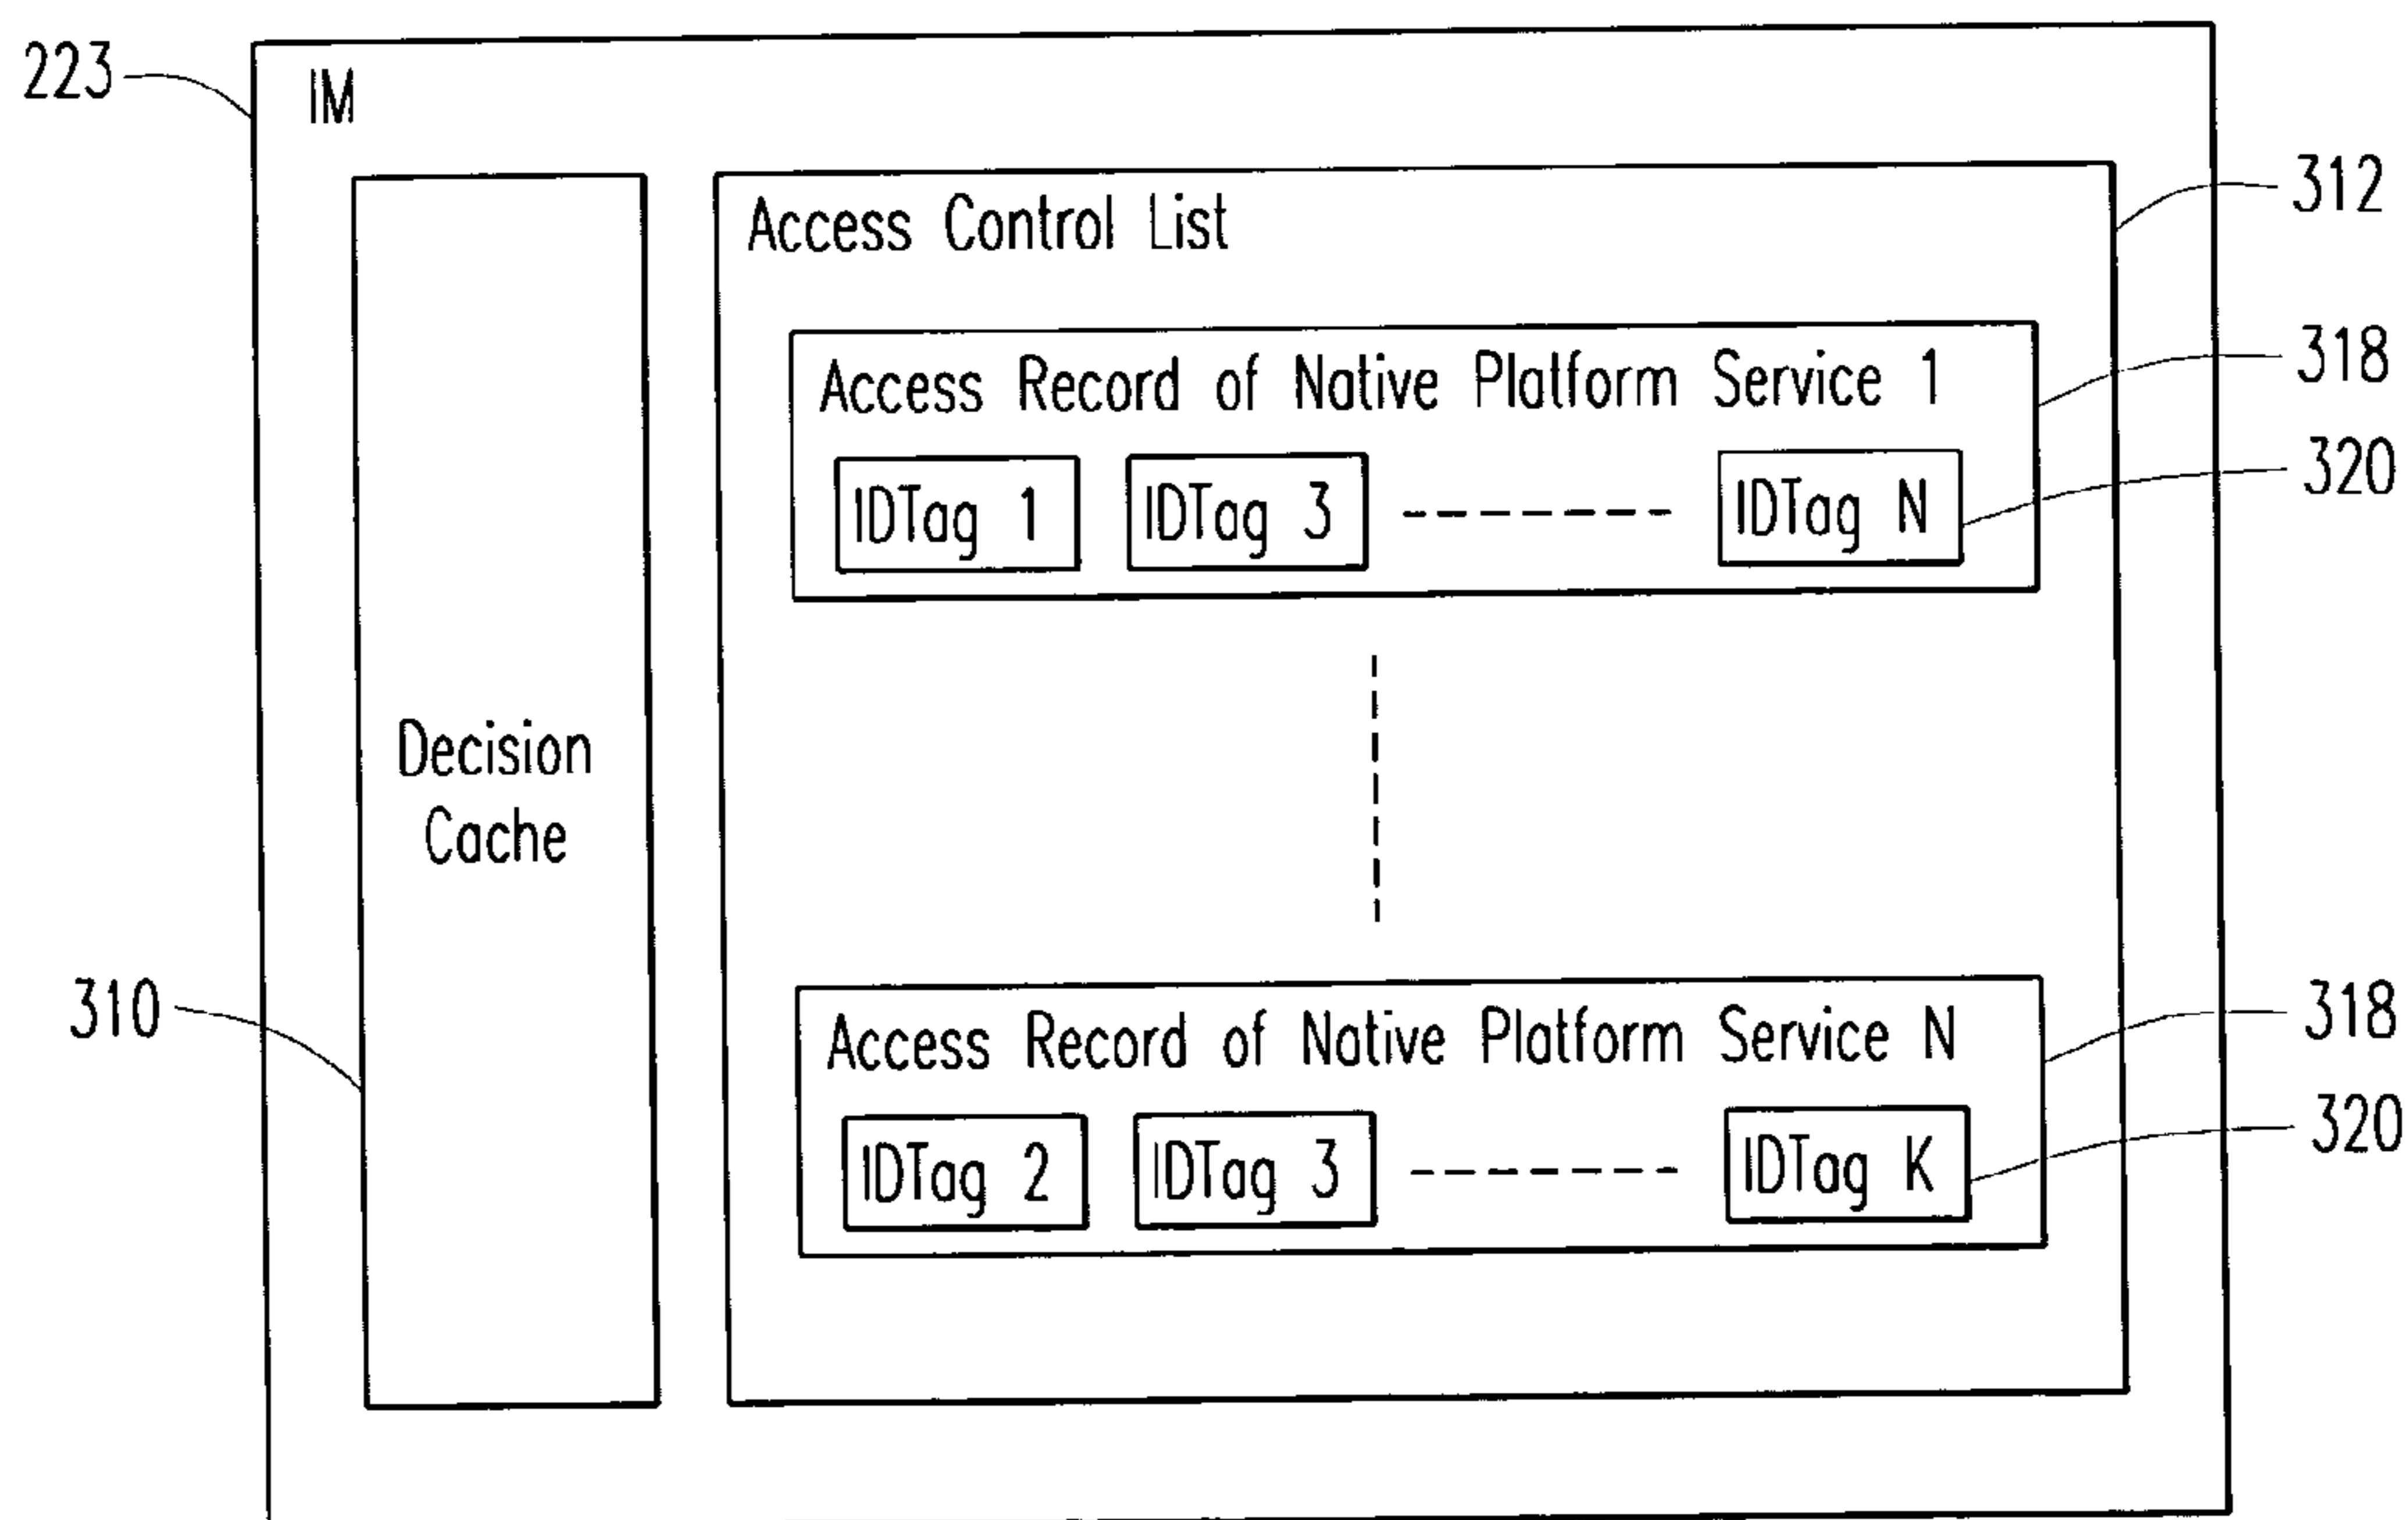 223
IM
312
Access Control List
318
Access Record of Native Platform Service 1
320
IDTag 1 IDTag 3 IDTag N
Decision
Cache
310
318
Access Record of Native Platform Service N
320
IDTag 2 IDTag 3 IDTag K